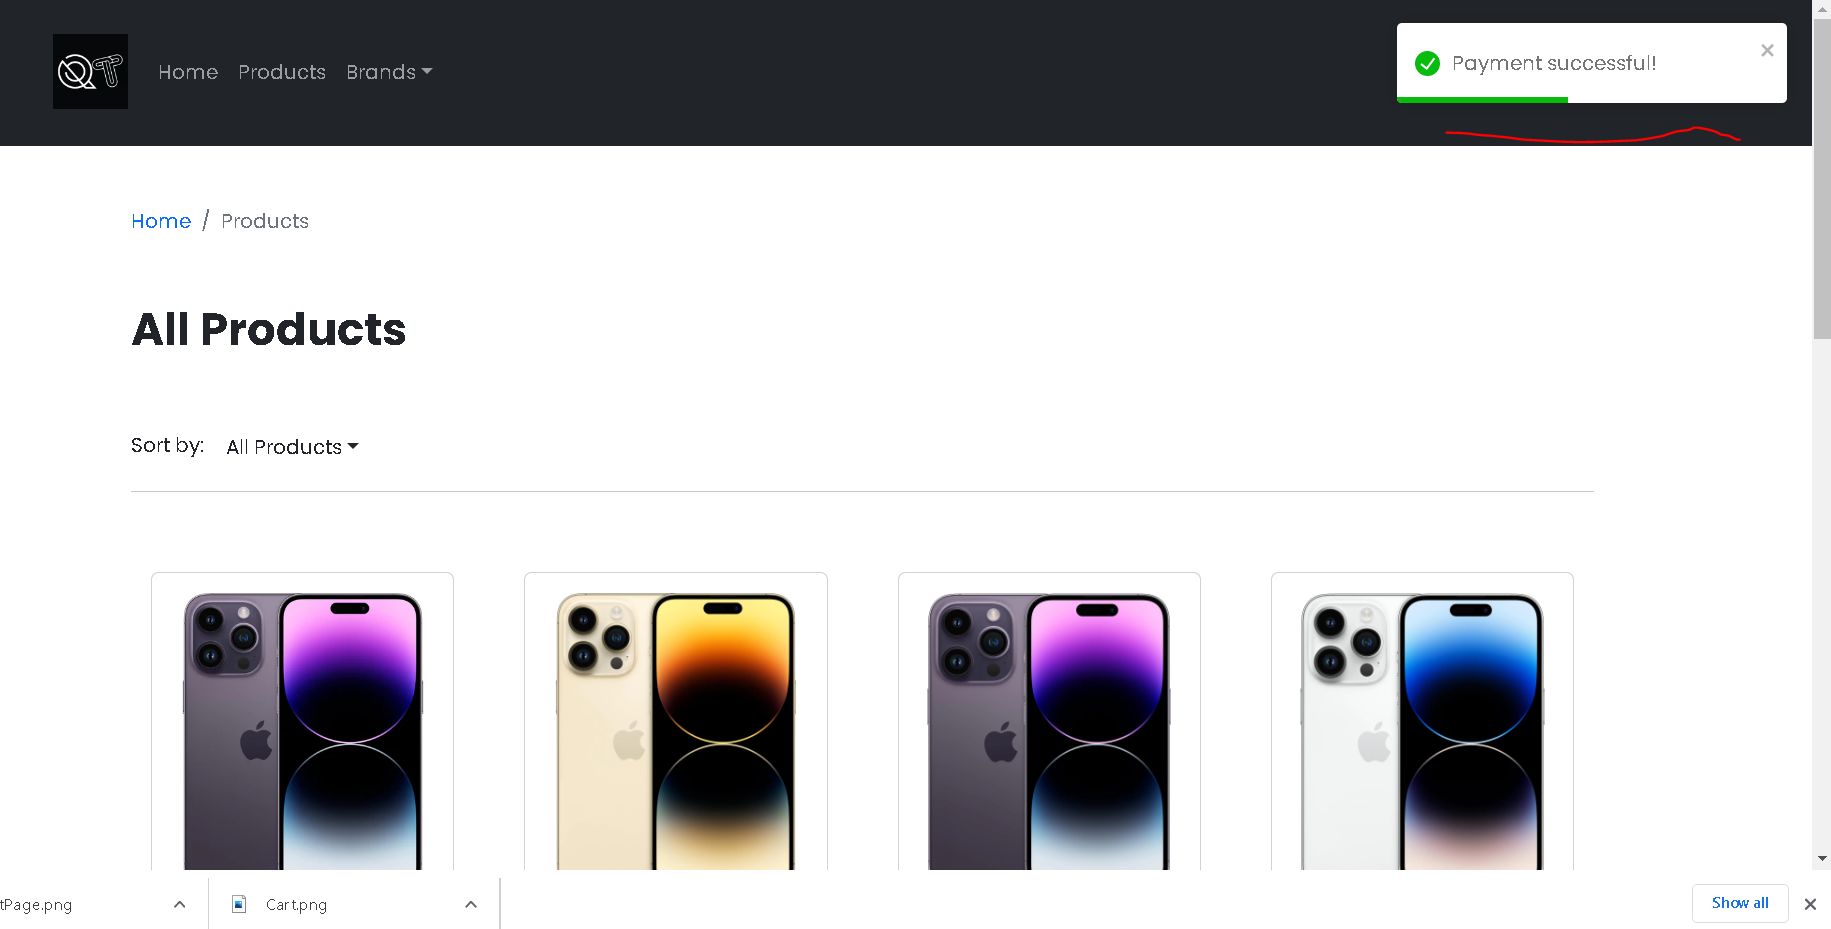 QT
Home Products Brands
Payment successful!
Home / Products
All Products
Sort by: All Products
tPage.png
Cart.png
Show all